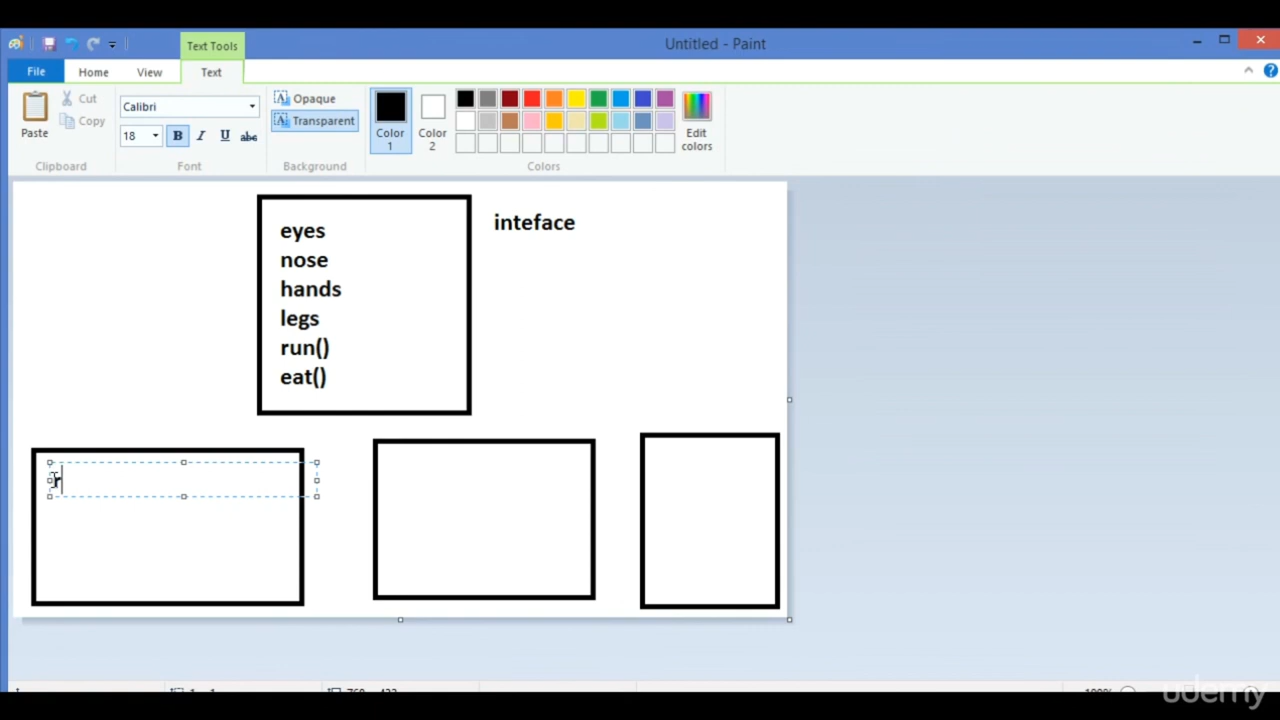 Text Tools
Untitled - Paint
File Home View Text
Paste
Cut
Copy
Clipboard
Calibri
18
B I U abc
Font
Opaque
Transparent
Background
Color 1
Color 2
Edit colors
Colors
eyes
nose
hands
legs
run()
eat()
inteface
r
udemy